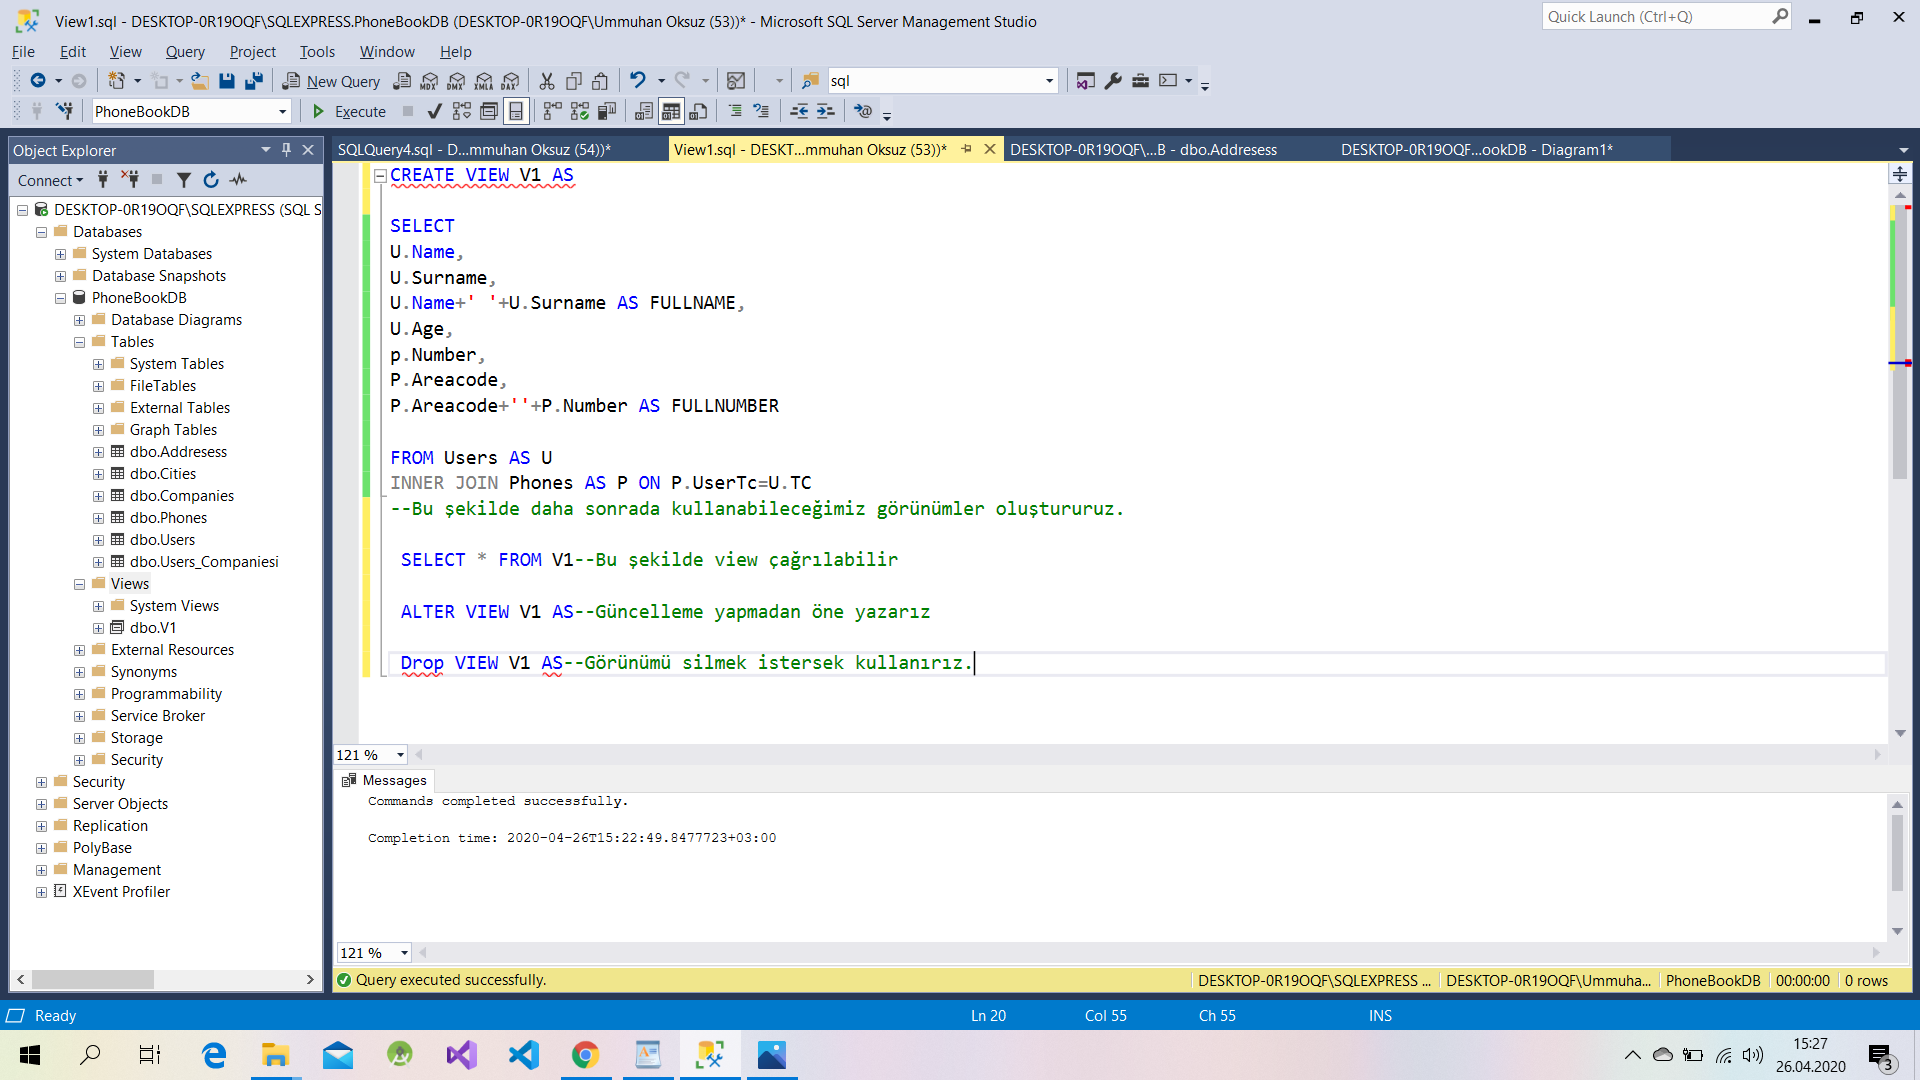 View1.sql - DESKTOP-0R19OQF\SQLEXPRESS.PhoneBookDB (DESKTOP-0R19OQF\Ummuhan Oksuz (53))* - Microsoft SQL Server Management Studio
Quick Launch (Ctrl+Q)
File Edit View Query Project Tools Window Help
New Query MDX DMX XMLA DAX sql
PhoneBookDB Execute
Object Explorer
SQLQuery4.sql - D...mmuhan Oksuz (54))* View1.sql - DESKT...mmuhan Oksuz (53))* DESKTOP-0R19OQF\...B - dbo.Addresess DESKTOP-0R19OQF...ookDB - Diagram1*
Connect
DESKTOP-0R19OQF\SQLEXPRESS (SQL S
Databases
System Databases
Database Snapshots
PhoneBookDB
Database Diagrams
Tables
System Tables
FileTables
External Tables
Graph Tables
dbo.Addresess
dbo.Cities
dbo.Companies
dbo.Phones
dbo.Users
dbo.Users_Companiesi
Views
System Views
dbo.V1
External Resources
Synonyms
Programmability
Service Broker
Storage
Security
Security
Server Objects
Replication
PolyBase
Management
XEvent Profiler
CREATE VIEW V1 AS
SELECT
U.Name,
U.Surname,
U.Name+' '+U.Surname AS FULLNAME,
U.Age,
p.Number,
P.Areacode,
P.Areacode+''+P.Number AS FULLNUMBER
FROM Users AS U
INNER JOIN Phones AS P ON P.UserTc=U.TC
--Bu şekilde daha sonrada kullanabileceğimiz görünümler oluştururuz.
SELECT * FROM V1--Bu şekilde view çağrılabilir
ALTER VIEW V1 AS--Güncelleme yapmadan öne yazarız
Drop VIEW V1 AS--Görünümü silmek istersek kullanırız.
121 %
Messages
Commands completed successfully.
Completion time: 2020-04-26T15:22:49.8477723+03:00
121 %
Query executed successfully. DESKTOP-0R19OQF\SQLEXPRESS ... DESKTOP-0R19OQF\Ummuha... PhoneBookDB 00:00:00 0 rows
Ready Ln 20 Col 55 Ch 55 INS
15:27
26.04.2020
3